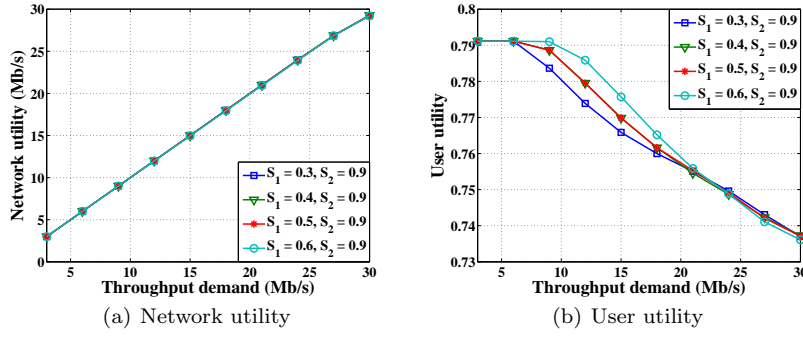 30
25
20
15
10
5
0
Network utility (Mb/s)
5 10 15 20 25 30
Throughput demand (Mb/s)
S1 = 0.3, S2 = 0.9
S1 = 0.4, S2 = 0.9
S1 = 0.5, S2 = 0.9
S1 = 0.6, S2 = 0.9
(a) Network utility
0.8
0.79
0.78
0.77
0.76
0.75
0.74
0.73
User utility
5 10 15 20 25 30
Throughput demand (Mb/s)
S1 = 0.3, S2 = 0.9
S1 = 0.4, S2 = 0.9
S1 = 0.5, S2 = 0.9
S1 = 0.6, S2 = 0.9
(b) User utility